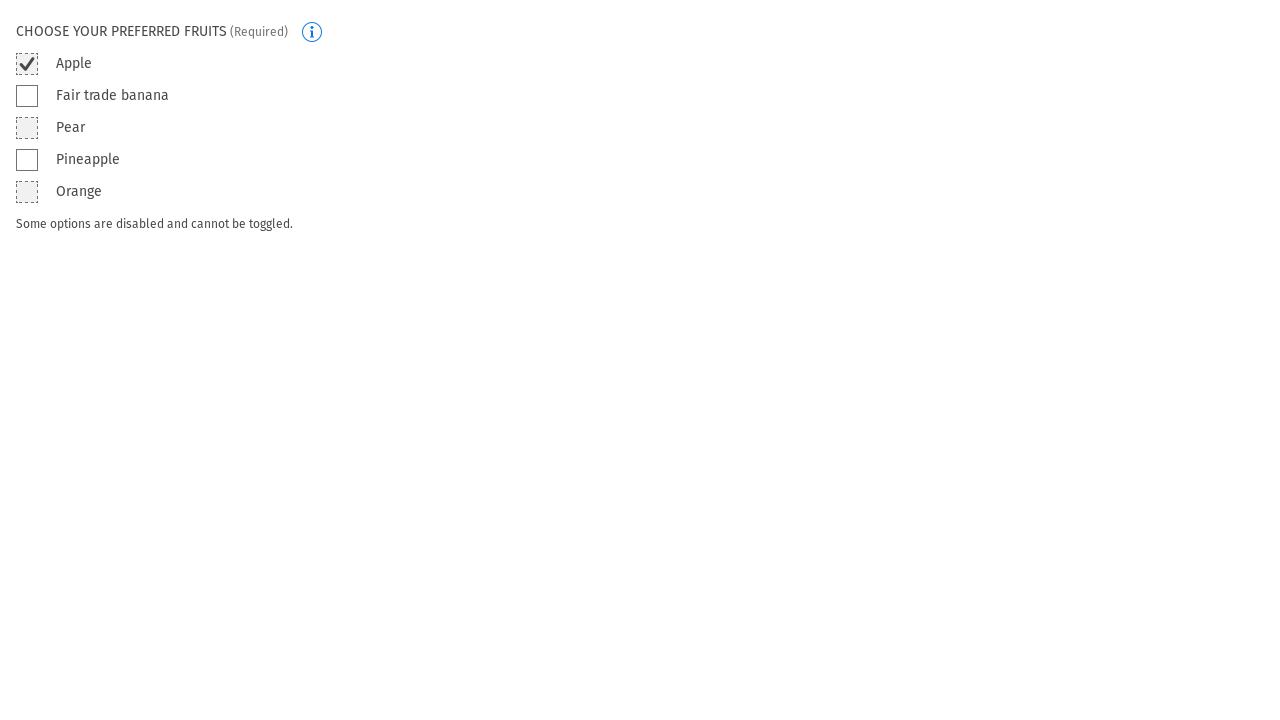 CHOOSE YOUR PREFERRED FRUITS (Required)
Apple
Fair trade banana
Pear
Pineapple
Orange
Some options are disabled and cannot be toggled.